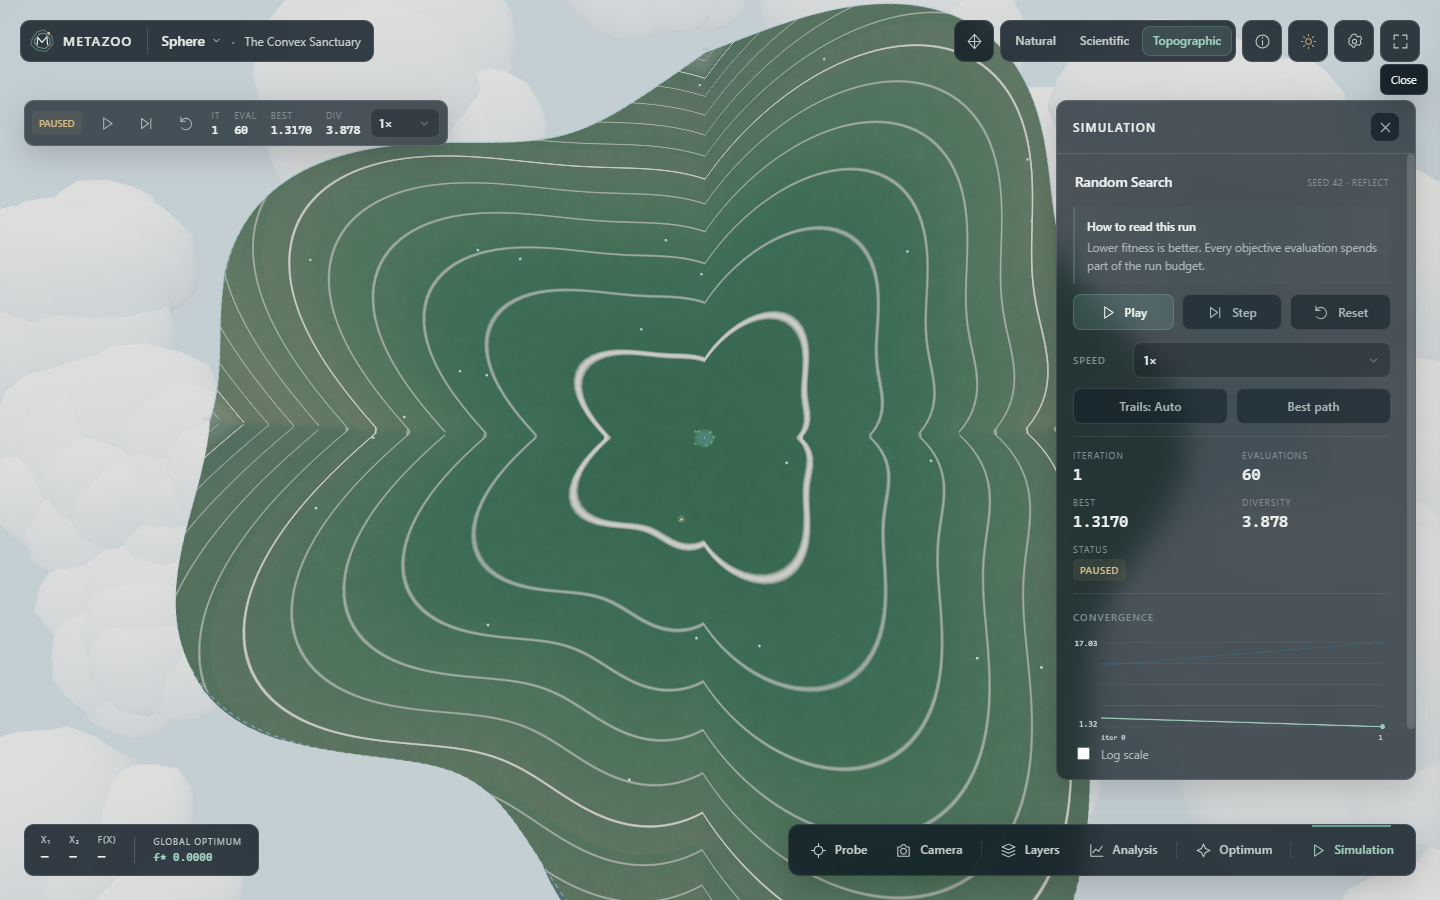 METAZOO
Sphere · The Convex Sanctuary
Natural Scientific Topographic
Close
PAUSED
IT EVAL BEST DIV
1 60 1.3170 3.878
1×
SIMULATION
Random Search
SEED 42 · REFLECT
How to read this run
Lower fitness is better. Every objective evaluation spends
part of the run budget.
Play Step Reset
SPEED 1×
Trails: Auto Best path
ITERATION EVALUATIONS
1 60
BEST DIVERSITY
1.3170 3.878
STATUS
PAUSED
CONVERGENCE
17.03
1.32
iter 0 1
Log scale
X₁ X₂ F(X) GLOBAL OPTIMUM
— — — f* 0.0000
Probe Camera Layers Analysis Optimum Simulation